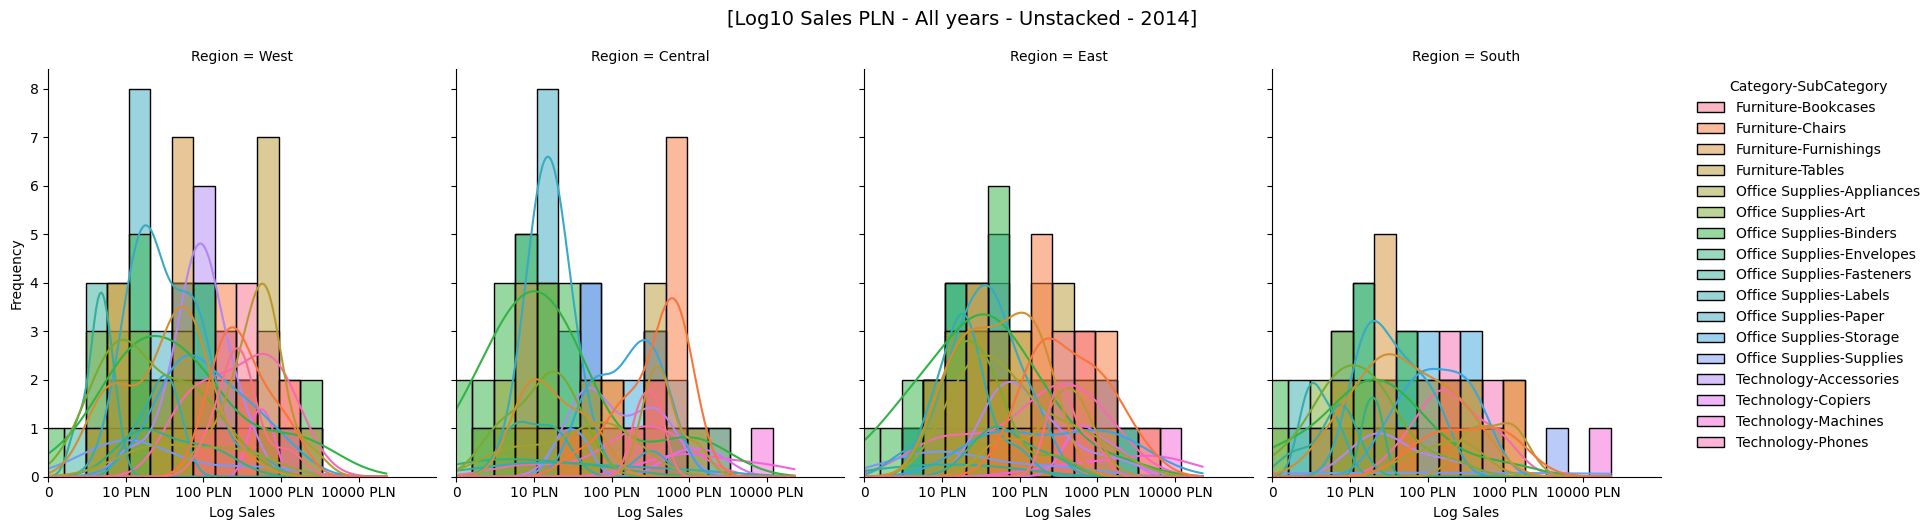 [Log10 Sales PLN - All years - Unstacked - 2014]
Region = West
Region = Central
Region = East
Region = South
Frequency
8
7
6
5
4
3
2
1
0
0 10 PLN 100 PLN 1000 PLN 10000 PLN
Log Sales
0 10 PLN 100 PLN 1000 PLN 10000 PLN
Log Sales
0 10 PLN 100 PLN 1000 PLN 10000 PLN
Log Sales
0 10 PLN 100 PLN 1000 PLN 10000 PLN
Log Sales
Category-SubCategory
Furniture-Bookcases
Furniture-Chairs
Furniture-Furnishings
Furniture-Tables
Office Supplies-Appliances
Office Supplies-Art
Office Supplies-Binders
Office Supplies-Envelopes
Office Supplies-Fasteners
Office Supplies-Labels
Office Supplies-Paper
Office Supplies-Storage
Office Supplies-Supplies
Technology-Accessories
Technology-Copiers
Technology-Machines
Technology-Phones